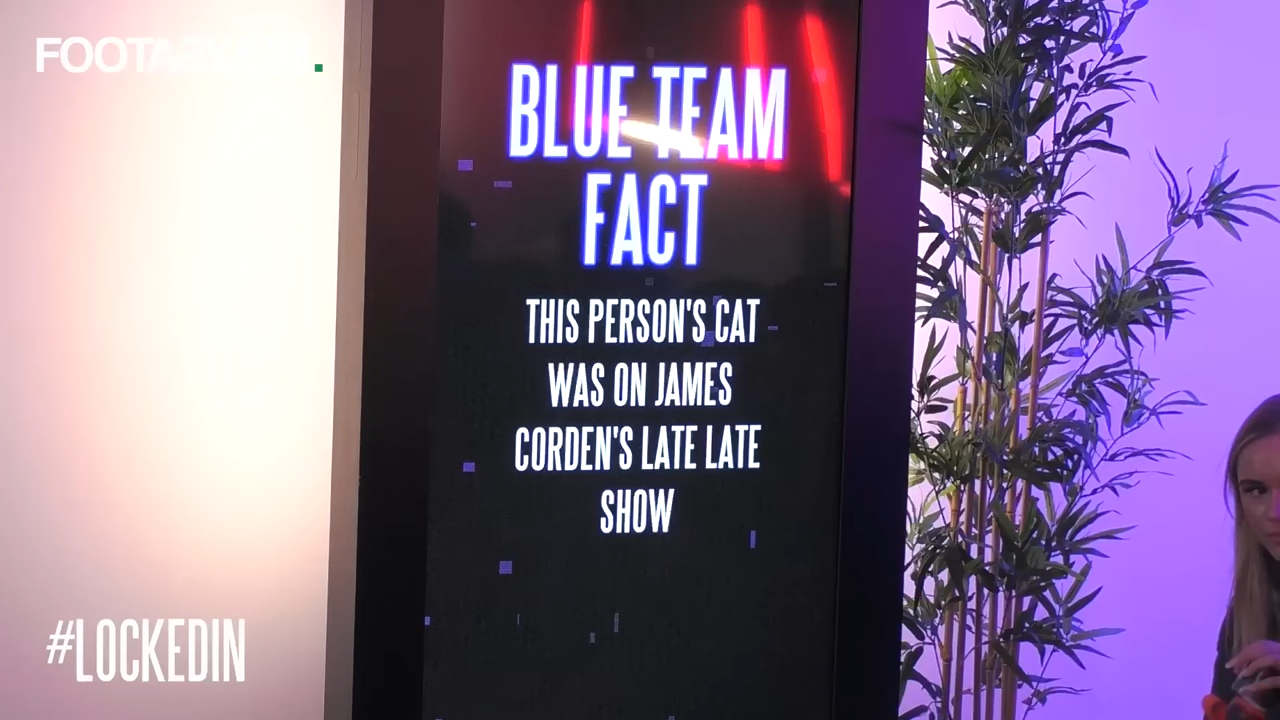 BLUE TEAM
FACT
THIS PERSON'S CAT
WAS ON JAMES
CORDEN'S LATE LATE
SHOW
#LOCKEDIN